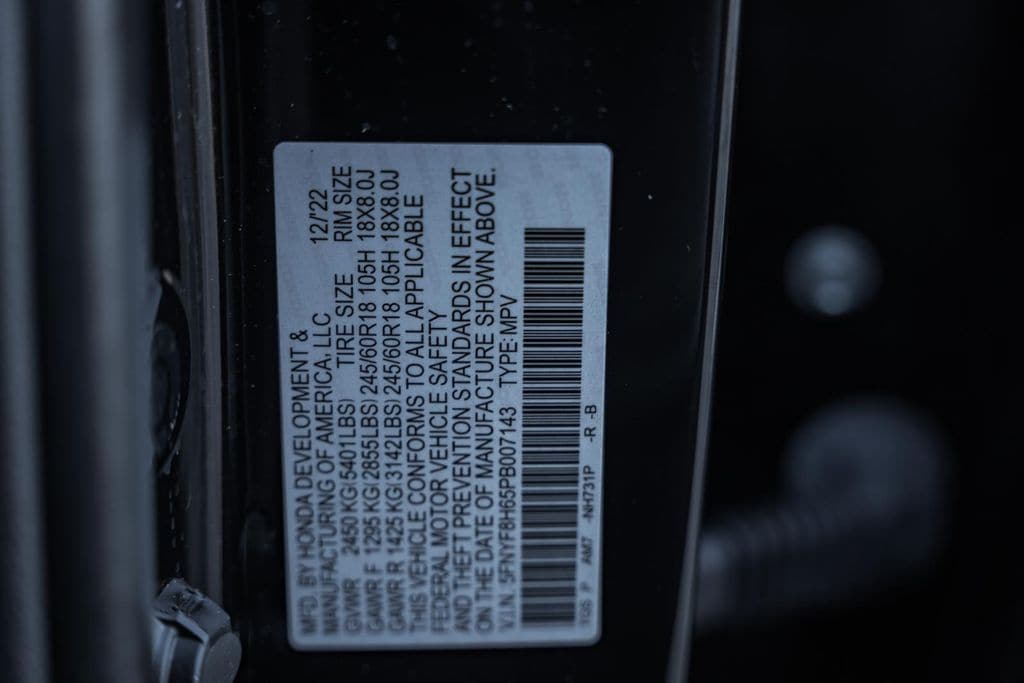 MFD. BY HONDA DEVELOPMENT &
MANUFACTURING OF AMERICA, LLC 12/'22
GVWR 2450 KG(5401LBS) TIRE SIZE RIM SIZE
GAWR F 1295 KG(2855LBS) 245/60R18 105H 18X8.0J
GAWR R 1425 KG(3142LBS) 245/60R18 105H 18X8.0J
THIS VEHICLE CONFORMS TO ALL APPLICABLE
FEDERAL MOTOR VEHICLE SAFETY
AND THEFT PREVENTION STANDARDS IN EFFECT
ON THE DATE OF MANUFACTURE SHOWN ABOVE.
V.I.N. 5FNYF8H65PB007143 TYPE: MPV
AM7 -NH731P -R -B